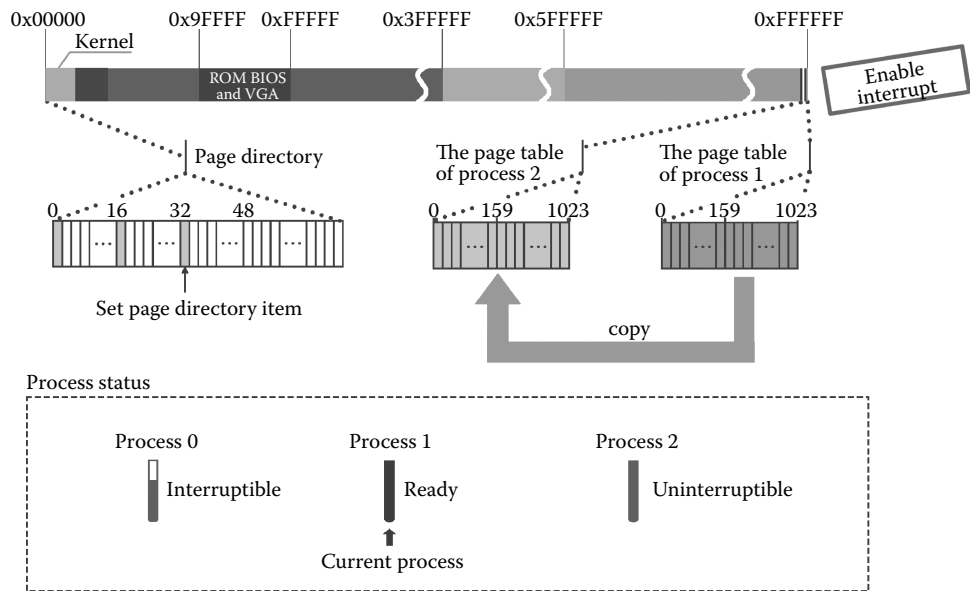 0x00000 0x9FFFF 0xFFFFF 0x3FFFFF 0x5FFFFF 0xFFFFFF
Kernel
ROM BIOS
and VGA
Enable
interrupt
Page directory
The page table
of process 2
The page table
of process 1
0 16 32 48
0 159 1023
0 159 1023
... ... ... ...
... ...
... ...
Set page directory item
copy
Process status
Process 0 Process 1 Process 2
Interruptible Ready Uninterruptible
Current process